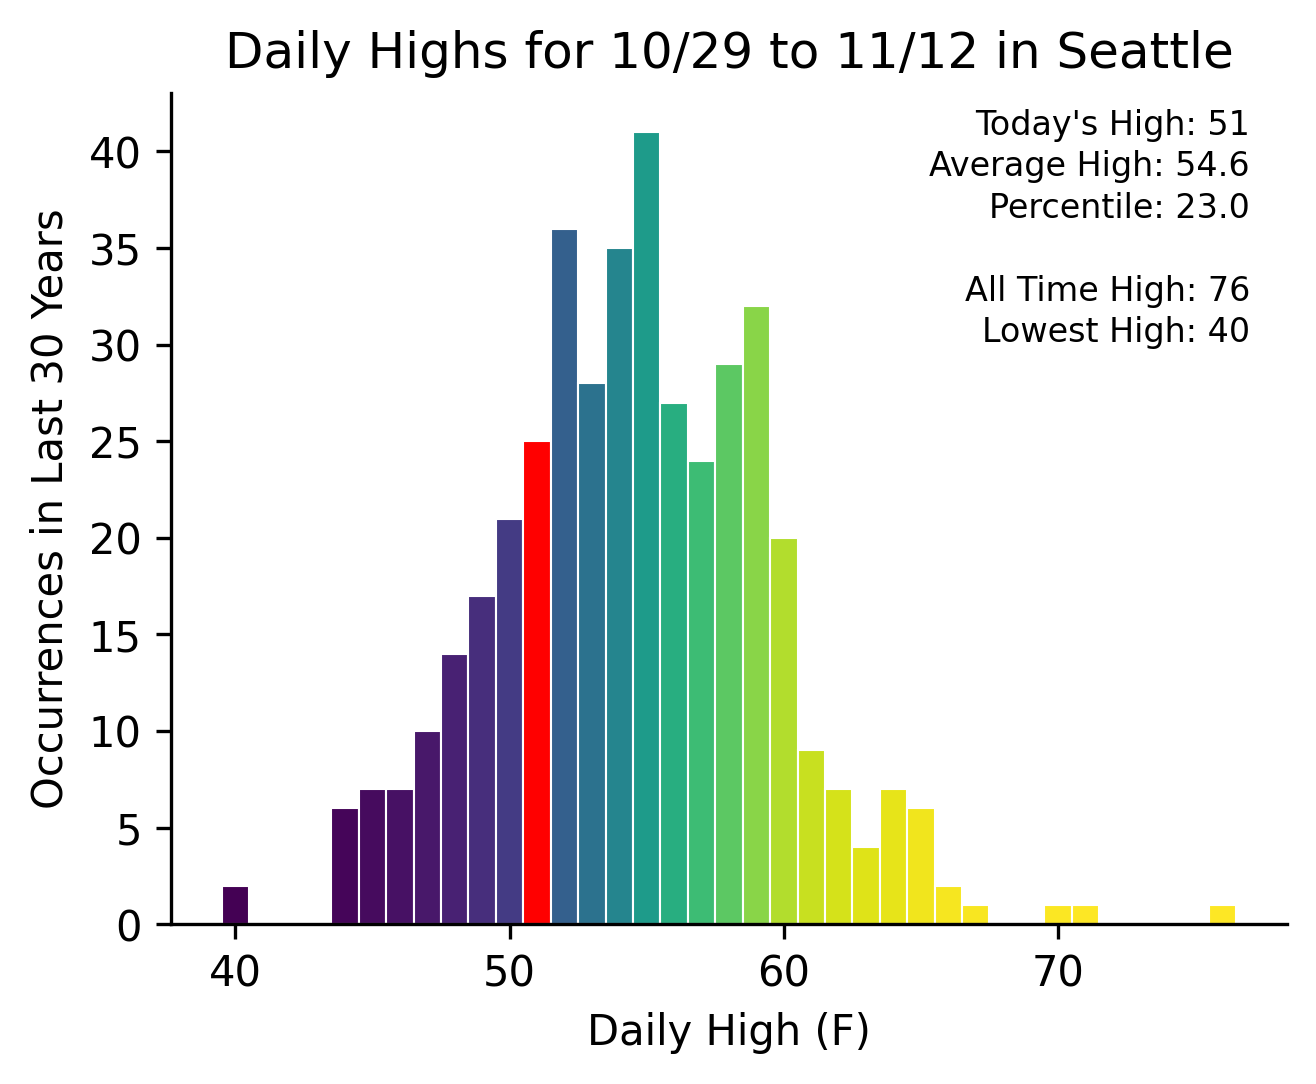 Daily Highs for 10/29 to 11/12 in Seattle
Today's High: 51
Average High: 54.6
Percentile: 23.0
All Time High: 76
Lowest High: 40
Occurrences in Last 30 Years
40
35
30
25
20
15
10
5
0
40 50 60 70
Daily High (F)